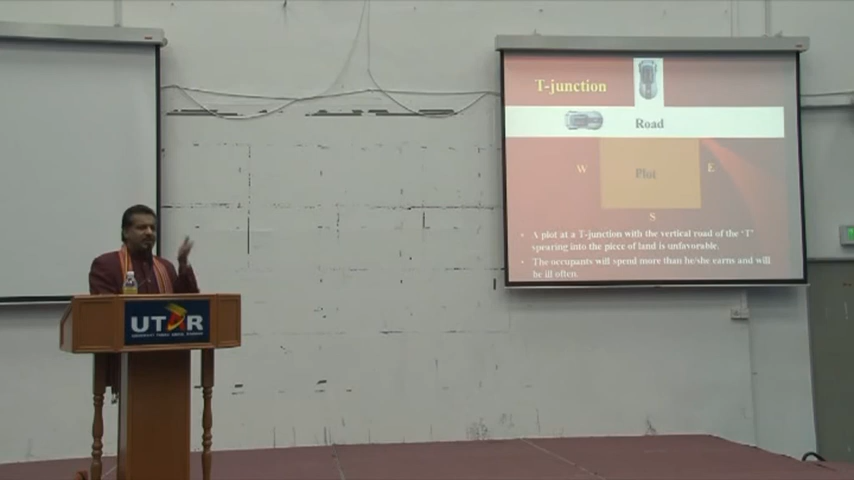 T-junction
Road
W
Plot
E
S
• A plot at a T-junction with the vertical road of the 'T'
spearing into the piece of land is unfavorable.
• The occupants will spend more than he/she earns and will
be ill often.
UTAR